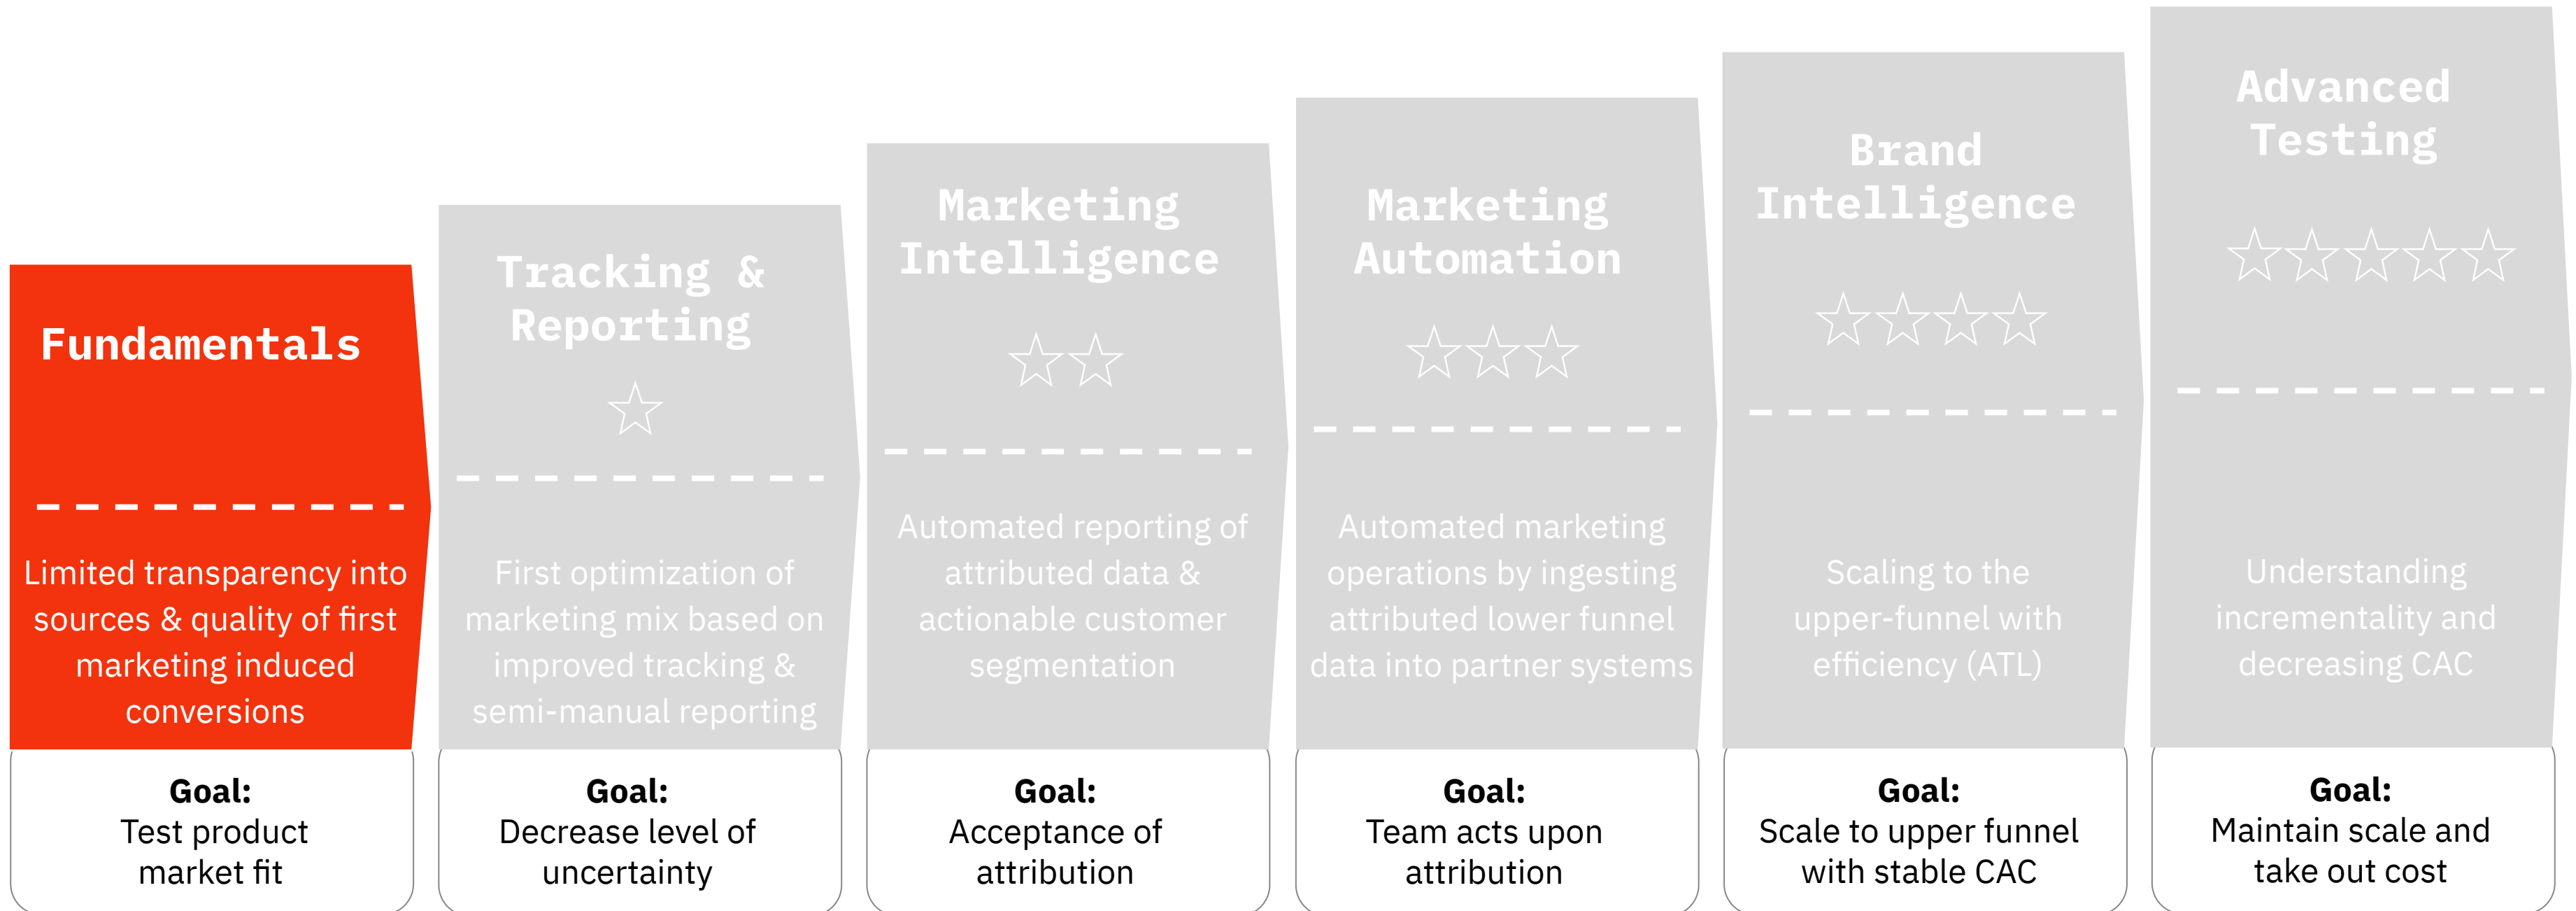 Fundamentals
Limited transparency into
sources & quality of first
marketing induced
conversions
Goal:
Test product
market fit
Tracking &
Reporting
First optimization of
marketing mix based on
improved tracking &
semi-manual reporting
Goal:
Decrease level of
uncertainty
Marketing
Intelligence
Automated reporting of
attributed data &
actionable customer
segmentation
Goal:
Acceptance of
attribution
Marketing
Automation
Automated marketing
operations by ingesting
attributed lower funnel
data into partner systems
Goal:
Team acts upon
attribution
Brand
Intelligence
Scaling to the
upper-funnel with
efficiency (ATL)
Goal:
Scale to upper funnel
with stable CAC
Advanced
Testing
Understanding
incrementality and
decreasing CAC
Goal:
Maintain scale and
take out cost